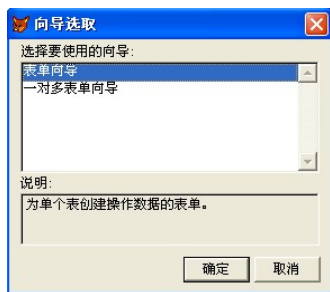 向导选取
选择要使用的向导:
表单向导
一对多表单向导
说明:
为单个表创建操作数据的表单。
确定
取消